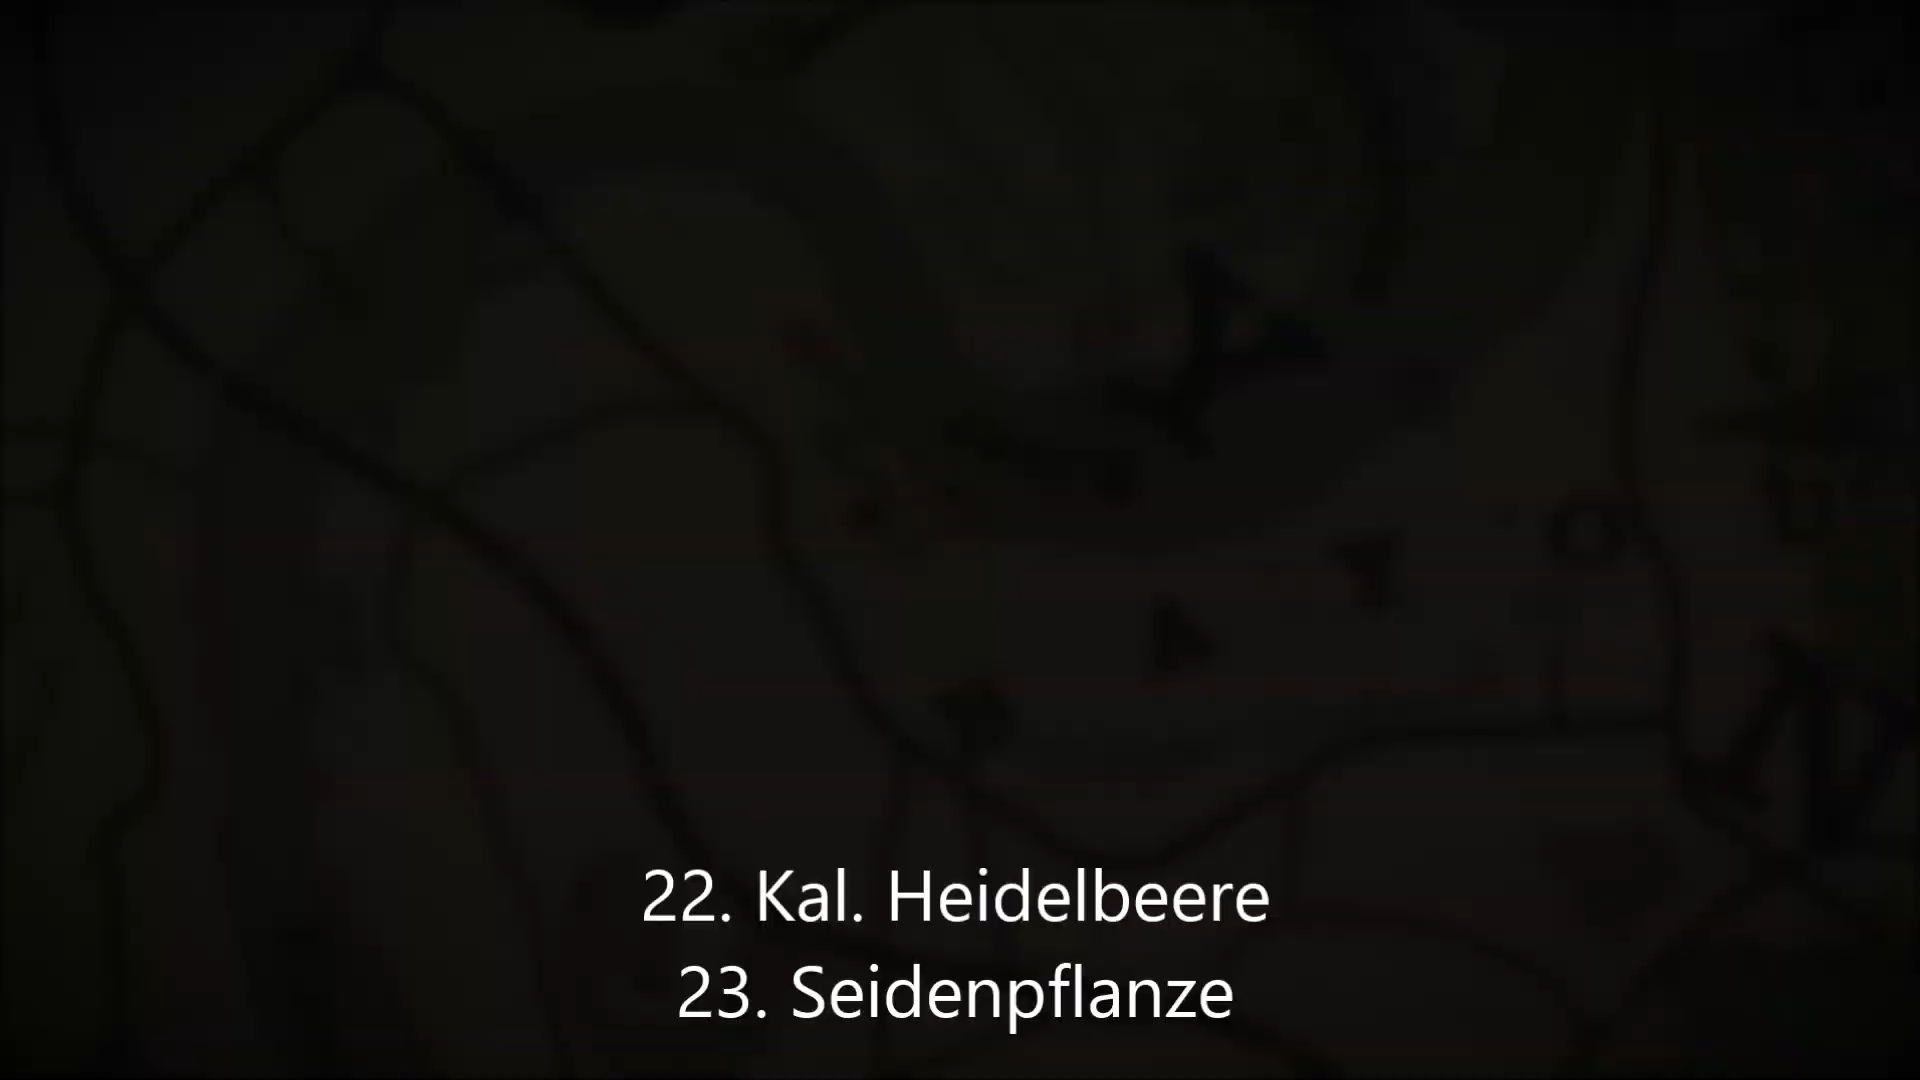 22. Kal. Heidelbeere
23. Seidenpflanze